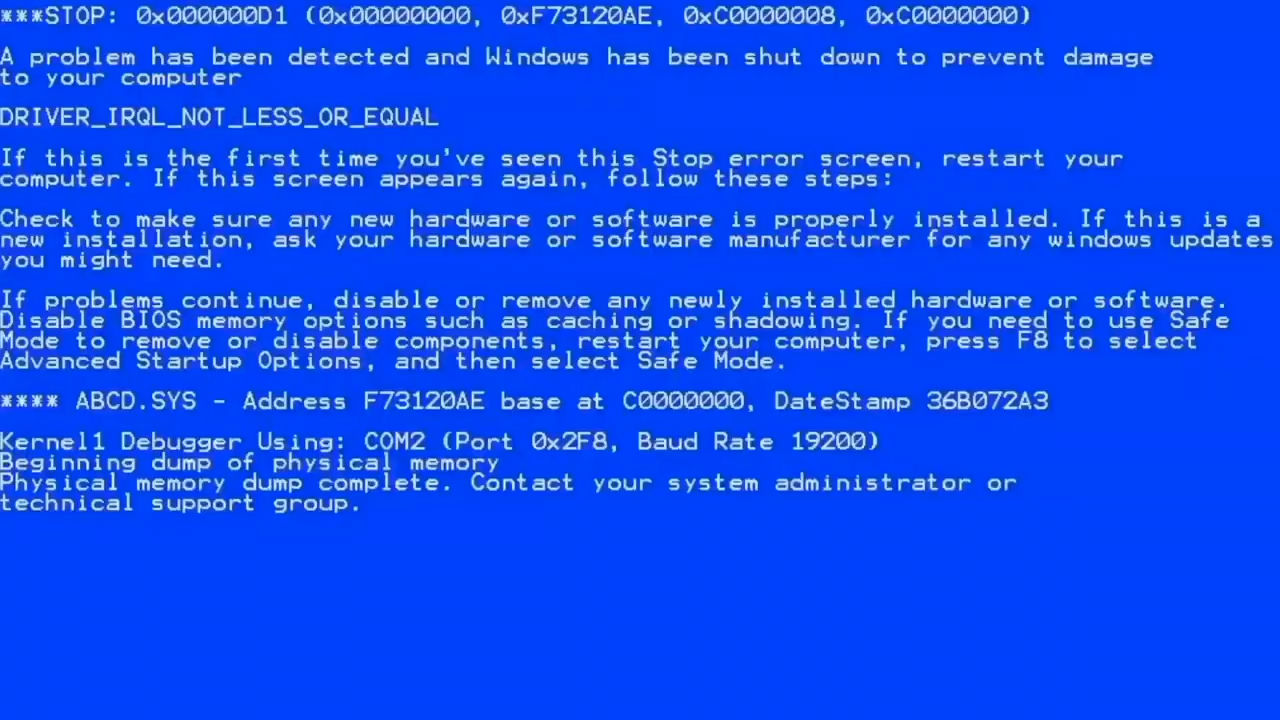 ***STOP: 0x000000D1 (0x00000000, 0xF73120AE, 0xC0000008, 0xC0000000)
A problem has been detected and Windows has been shut down to prevent damage
to your computer
DRIVER_IRQL_NOT_LESS_OR_EQUAL
If this is the first time you've seen this Stop error screen, restart your
computer. If this screen appears again, follow these steps:
Check to make sure any new hardware or software is properly installed. If this is a
new installation, ask your hardware or software manufacturer for any windows updates
you might need.
If problems continue, disable or remove any newly installed hardware or software.
Disable BIOS memory options such as caching or shadowing. If you need to use Safe
Mode to remove or disable components, restart your computer, press F8 to select
Advanced Startup Options, and then select Safe Mode.
**** ABCD.SYS - Address F73120AE base at C0000000, DateStamp 36B072A3
Kernel1 Debugger Using: COM2 (Port 0x2F8, Baud Rate 19200)
Beginning dump of physical memory
Physical memory dump complete. Contact your system administrator or
technical support group.